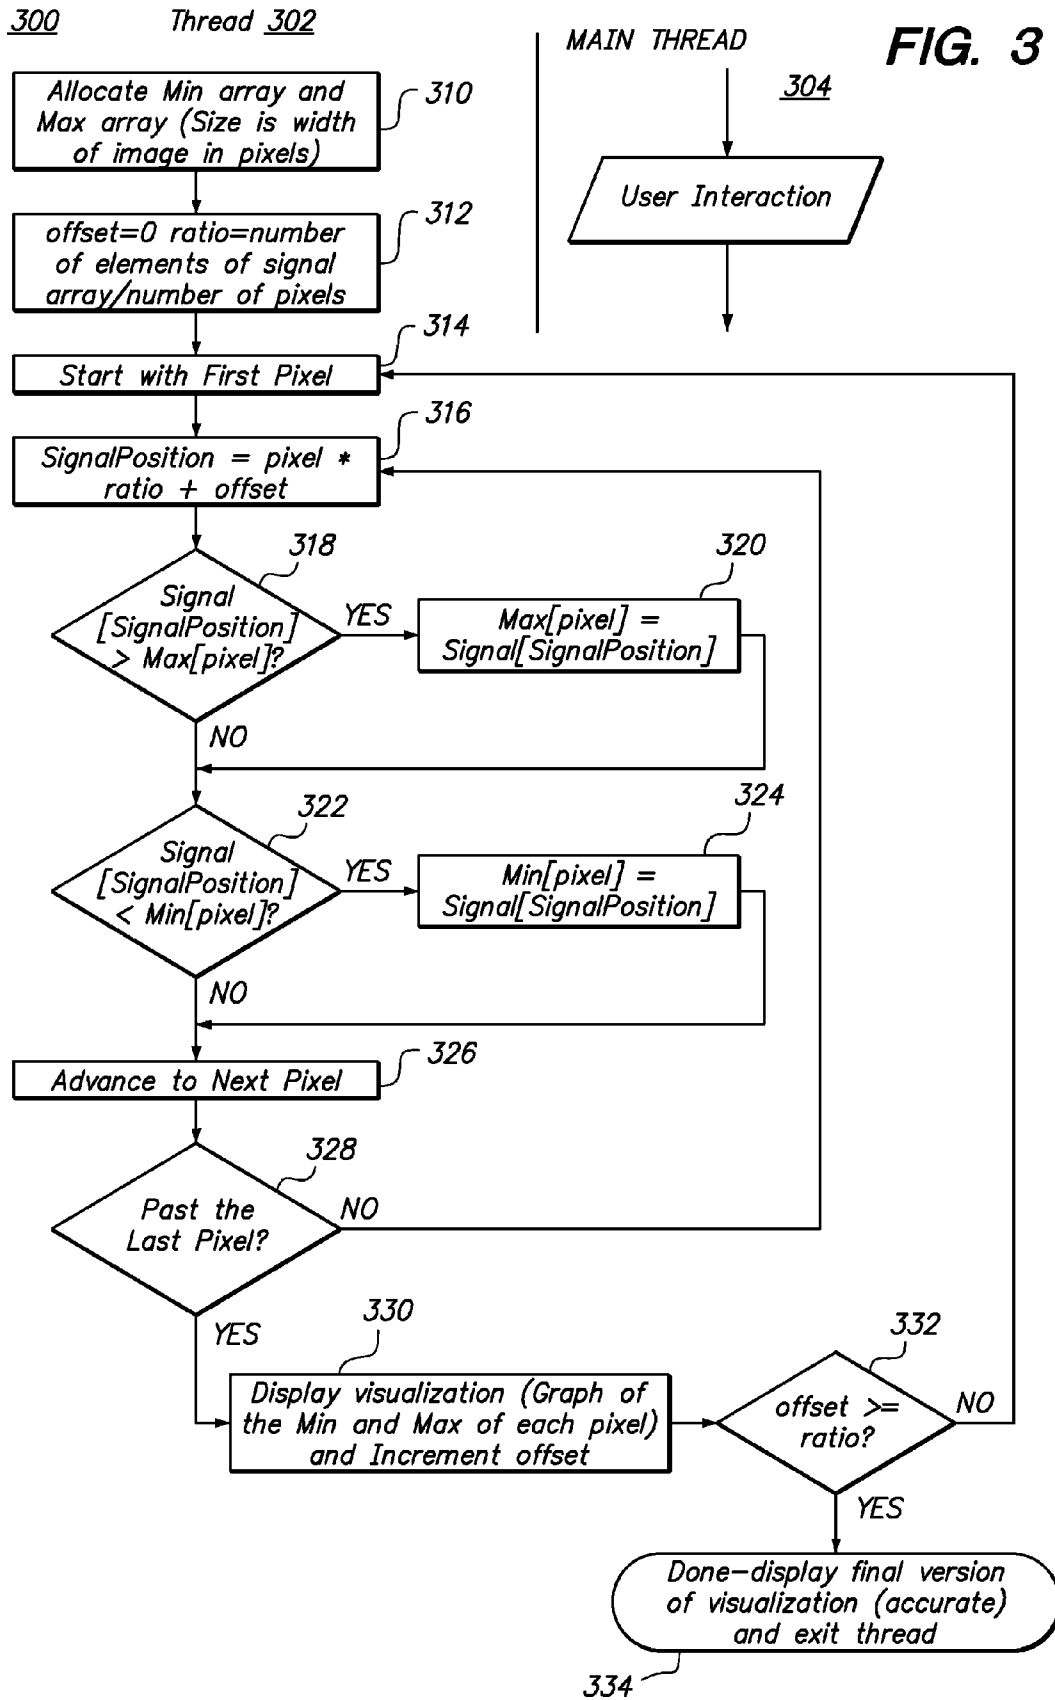 300
Thread 302
MAIN THREAD
FIG. 3
304
User Interaction
Allocate Min array and
Max array (Size is width
of image in pixels)
310
offset=0 ratio=number
of elements of signal
array/number of pixels
312
Start with First Pixel
314
SignalPosition = pixel *
ratio + offset
316
Signal
[SignalPosition]
> Max[pixel]?
318
YES
NO
Max[pixel] =
Signal[SignalPosition]
320
Signal
[SignalPosition]
< Min[pixel]?
322
YES
NO
Min[pixel] =
Signal[SignalPosition]
324
Advance to Next Pixel
326
Past the
Last Pixel?
328
NO
YES
Display visualization (Graph of
the Min and Max of each pixel)
and Increment offset
330
offset >=
ratio?
332
NO
YES
Done-display final version
of visualization (accurate)
and exit thread
334